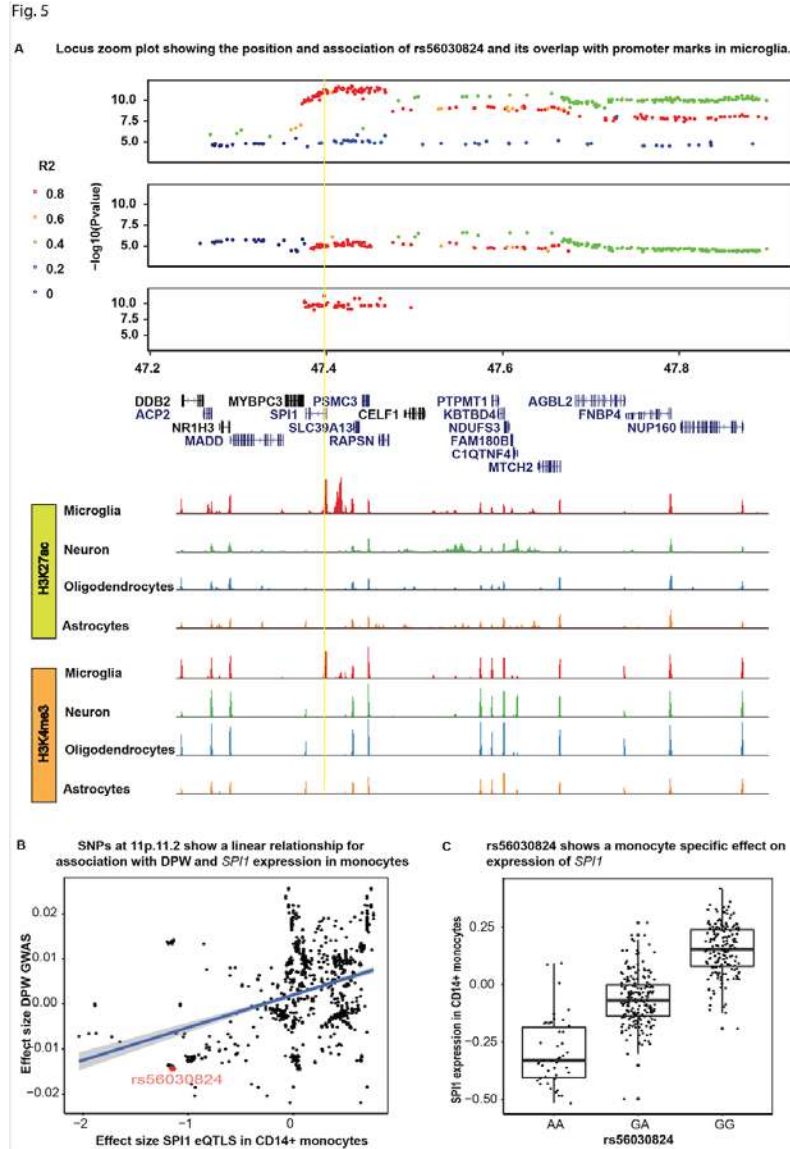 Fig. 5
A Locus zoom plot showing the position and association of rs56030824 and its overlap with promoter marks in microglia.
10.0
7.5
5.0
R2
0.8
0.6
0.4
0.2
0
−log10(Pvalue)
10.0
7.5
5.0
10.0
7.5
5.0
47.2 47.4 47.6 47.8
DDB2 MYBPC3 PSMC3 PTPMT1 AGBL2
ACP2 SPI1 CELF1 KBTBD4 FNBP4
NR1H3 SLC39A13 NDUFS3 NUP160
MADD RAPSN FAM180B
C1QTNF4
MTCH2
H3K27ac
Microglia
Neuron
Oligodendrocytes
Astrocytes
H3K4me3
Microglia
Neuron
Oligodendrocytes
Astrocytes
B SNPs at 11p.11.2 show a linear relationship for
association with DPW and SPI1 expression in monocytes
Effect size DPW GWAS
0.02
0.01
0.00
−0.01
−0.02
rs56030824
−2 −1 0
Effect size SPI1 eQTLS in CD14+ monocytes
C rs56030824 shows a monocyte specific effect on
expression of SPI1
SPI1 expression in CD14+ monocytes
0.25
0.00
−0.25
−0.50
AA GA GG
rs56030824